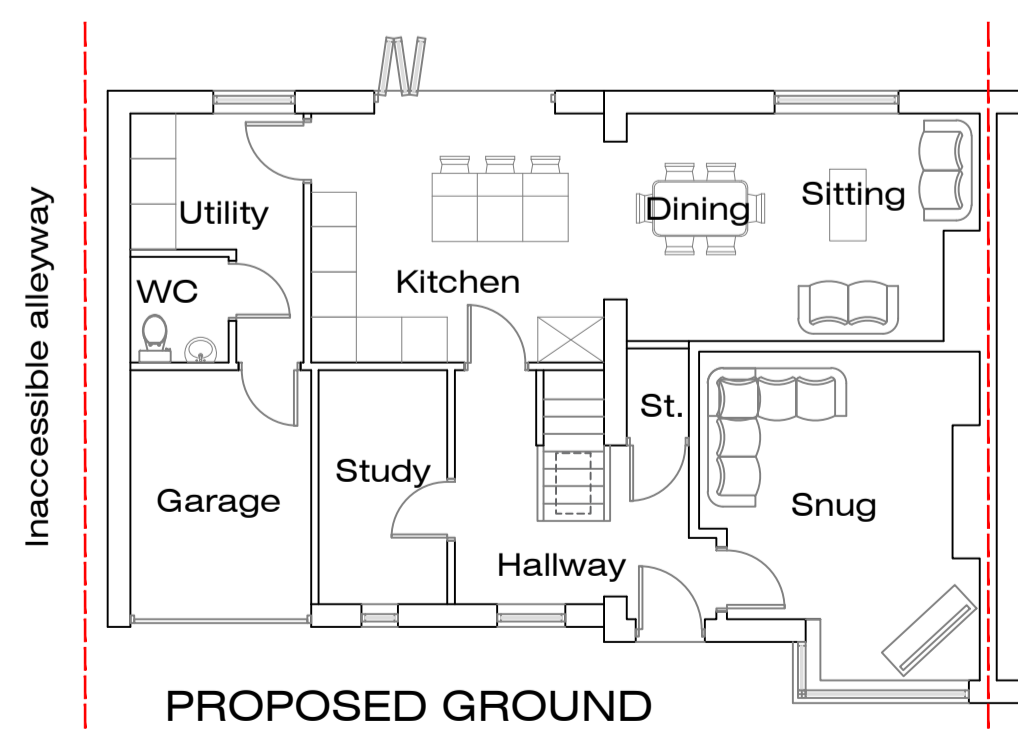 Inaccessible alleyway
Utility
Dining
Sitting
Kitchen
WC
St.
Study
Garage
Snug
Hallway
PROPOSED GROUND